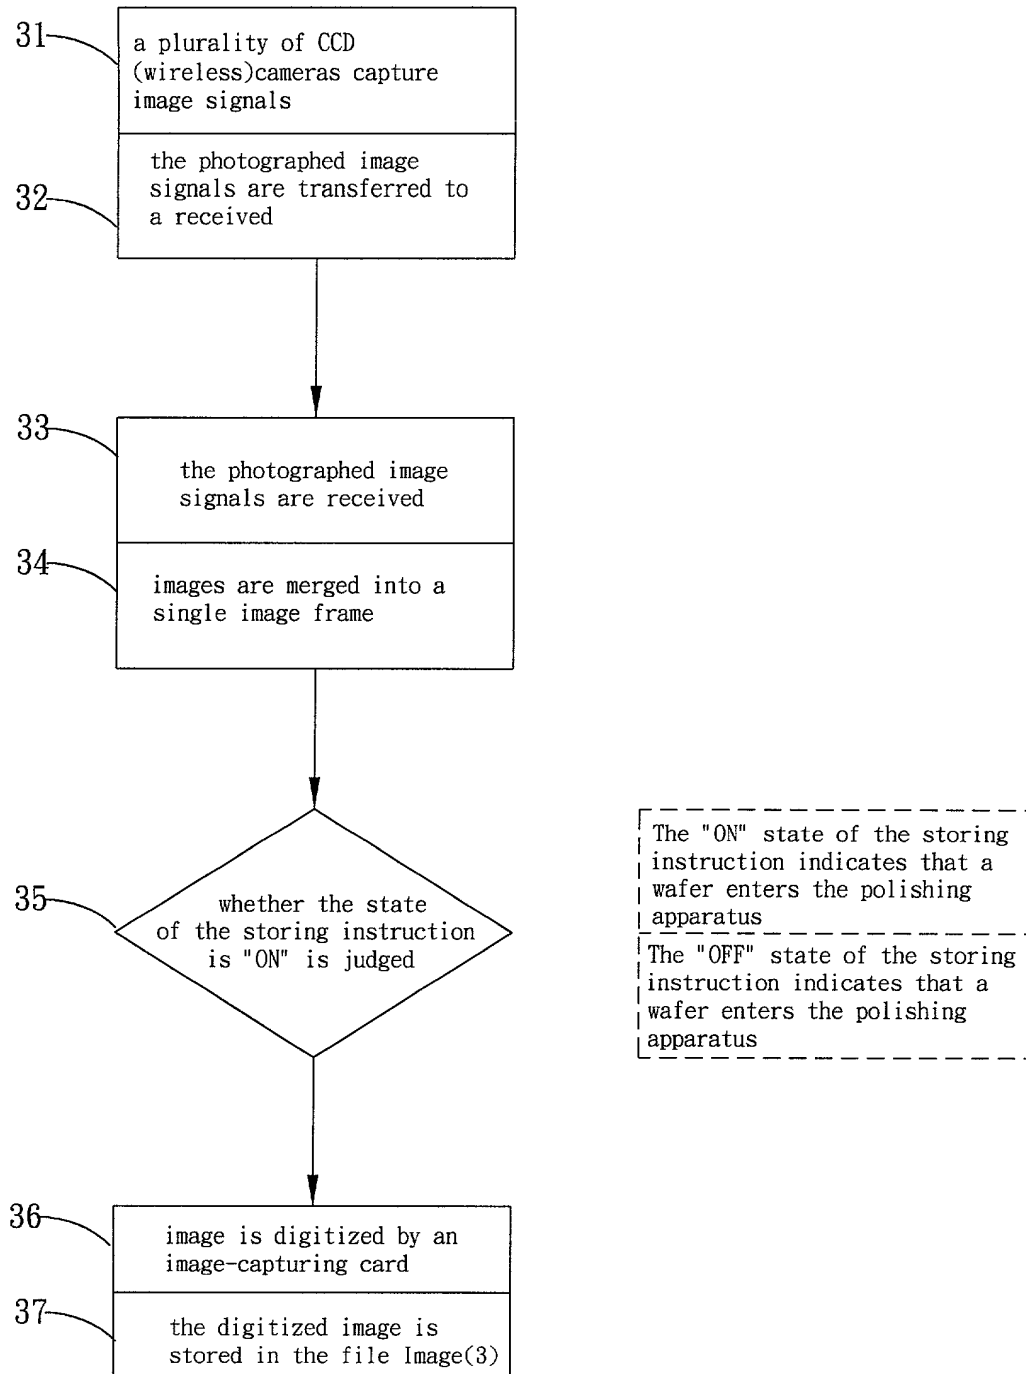 31
a plurality of CCD
(wireless)cameras capture
image signals
32
the photographed image
signals are transferred to
a received
33
the photographed image
signals are received
34
images are merged into a
single image frame
35
whether the state
of the storing instruction
is "ON" is judged
The "ON" state of the storing
instruction indicates that a
wafer enters the polishing
apparatus
The "OFF" state of the storing
instruction indicates that a
wafer enters the polishing
apparatus
36
image is digitized by an
image-capturing card
37
the digitized image is
stored in the file Image(3)